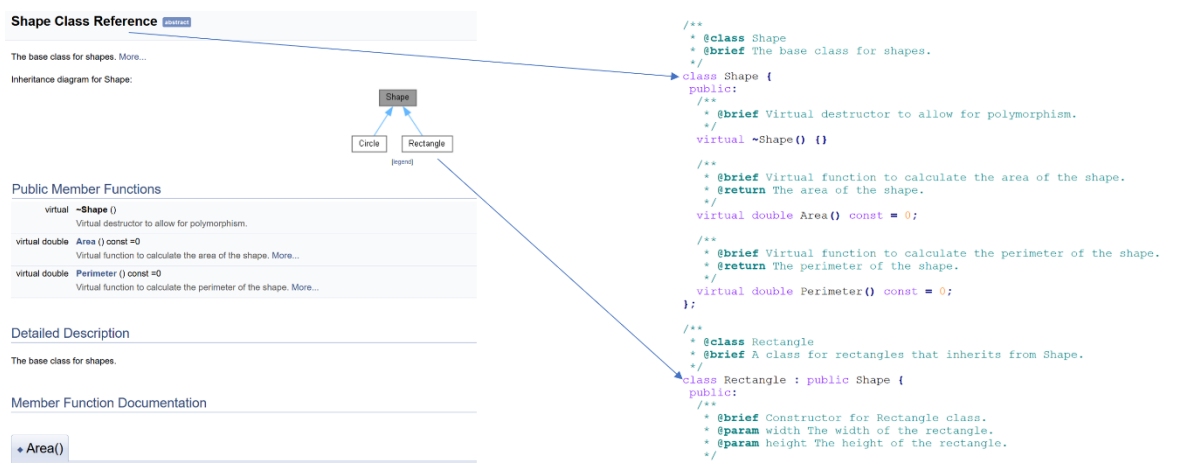 Shape Class Reference abstract
The base class for shapes. More...
Inheritance diagram for Shape:
Shape
Circle Rectangle
[legend]
Public Member Functions
virtual ~Shape ()
Virtual destructor to allow for polymorphism.
virtual double Area () const =0
Virtual function to calculate the area of the shape. More...
virtual double Perimeter () const =0
Virtual function to calculate the perimeter of the shape. More...
Detailed Description
The base class for shapes.
Member Function Documentation
◆ Area()
/**
 * @class Shape
 * @brief The base class for shapes.
 */
class Shape {
 public:
  /**
   * @brief Virtual destructor to allow for polymorphism.
   */
  virtual ~Shape() {}
  /**
   * @brief Virtual function to calculate the area of the shape.
   * @return The area of the shape.
   */
  virtual double Area() const = 0;
  /**
   * @brief Virtual function to calculate the perimeter of the shape.
   * @return The perimeter of the shape.
   */
  virtual double Perimeter() const = 0;
};
/**
 * @class Rectangle
 * @brief A class for rectangles that inherits from Shape.
 */
class Rectangle : public Shape {
 public:
  /**
   * @brief Constructor for Rectangle class.
   * @param width The width of the rectangle.
   * @param height The height of the rectangle.
   */